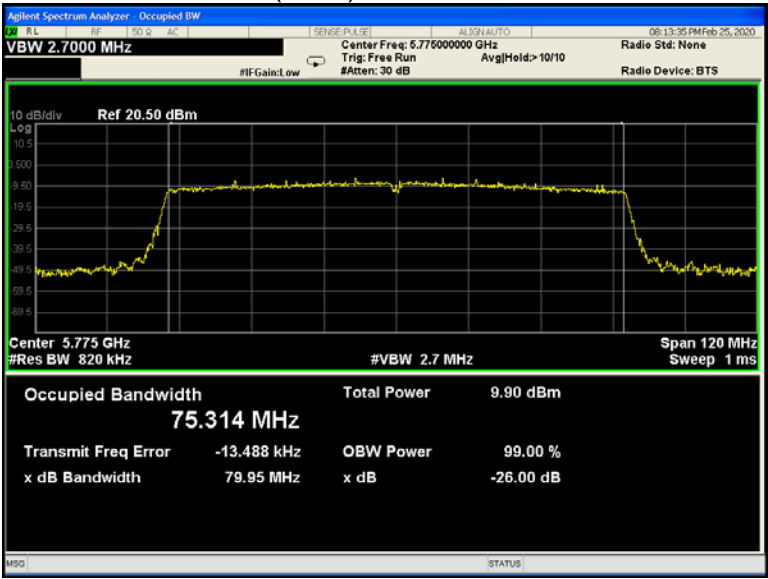 Agilent Spectrum Analyzer - Occupied BW
RL RF 50 Ω AC SENSE:PULSE ALIGNAUTO 08:13:35 PM Feb 25, 2020
VBW 2.7000 MHz Center Freq: 5.775000000 GHz Radio Std: None
Trig: Free Run Avg|Hold:> 10/10
#IFGain:Low #Atten: 30 dB Radio Device: BTS
10 dB/div Ref 20.50 dBm
Log
10.5
0.500
-9.50
-19.5
-29.5
-39.5
-49.5
-59.5
-69.5
Center 5.775 GHz Span 120 MHz
#Res BW 820 kHz #VBW 2.7 MHz Sweep 1 ms
Occupied Bandwidth Total Power 9.90 dBm
75.314 MHz
Transmit Freq Error -13.488 kHz OBW Power 99.00 %
x dB Bandwidth 79.95 MHz x dB -26.00 dB
MSG STATUS